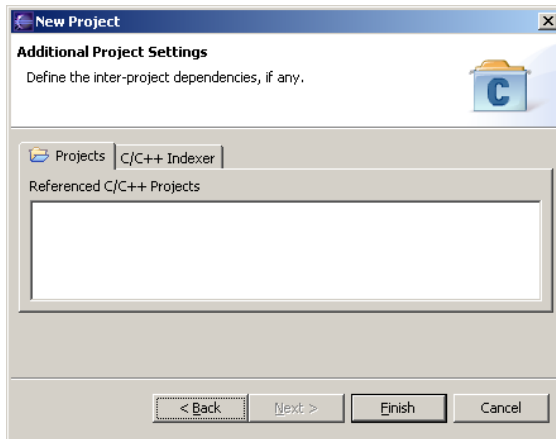 New Project
Additional Project Settings
Define the inter-project dependencies, if any.
C
Projects
C/C++ Indexer
Referenced C/C++ Projects
< Back
Next >
Finish
Cancel